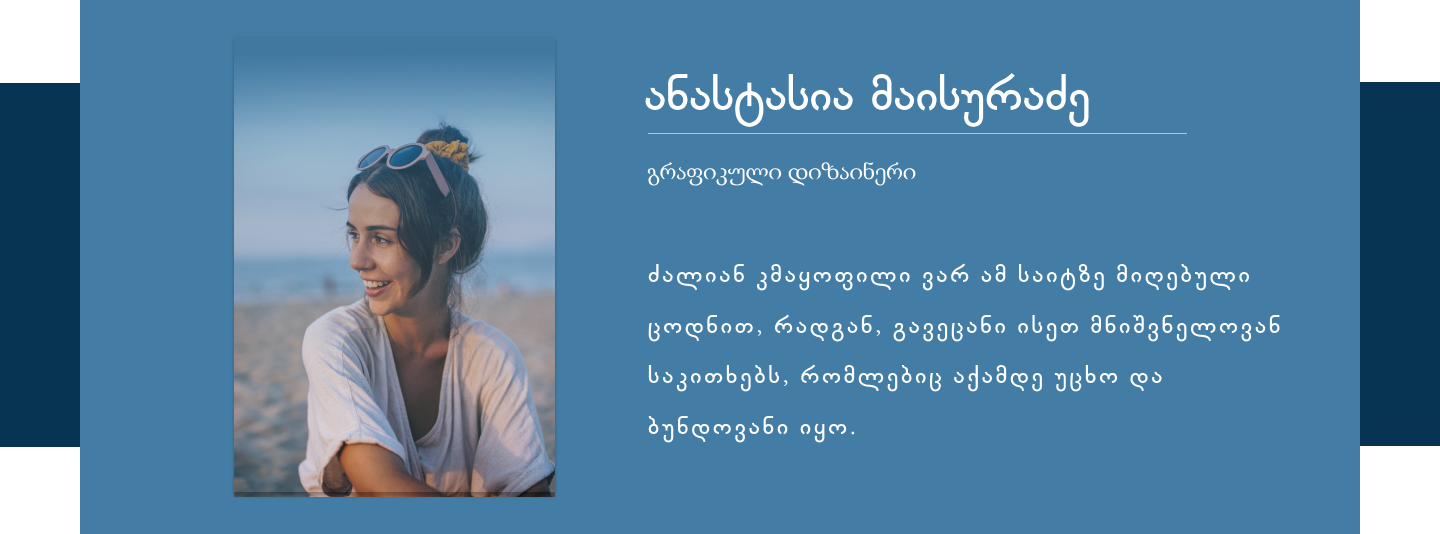 ანასტასია მაისურაძე
გრაფიკული დიზაინერი
ძალიან კმაყოფილი ვარ ამ საიტზე მიღებული
ცოდნით, რადგან, გავეცანი ისეთ მნიშვნელოვან
საკითხებს, რომლებიც აქამდე უცხო და
ბუნდოვანი იყო.